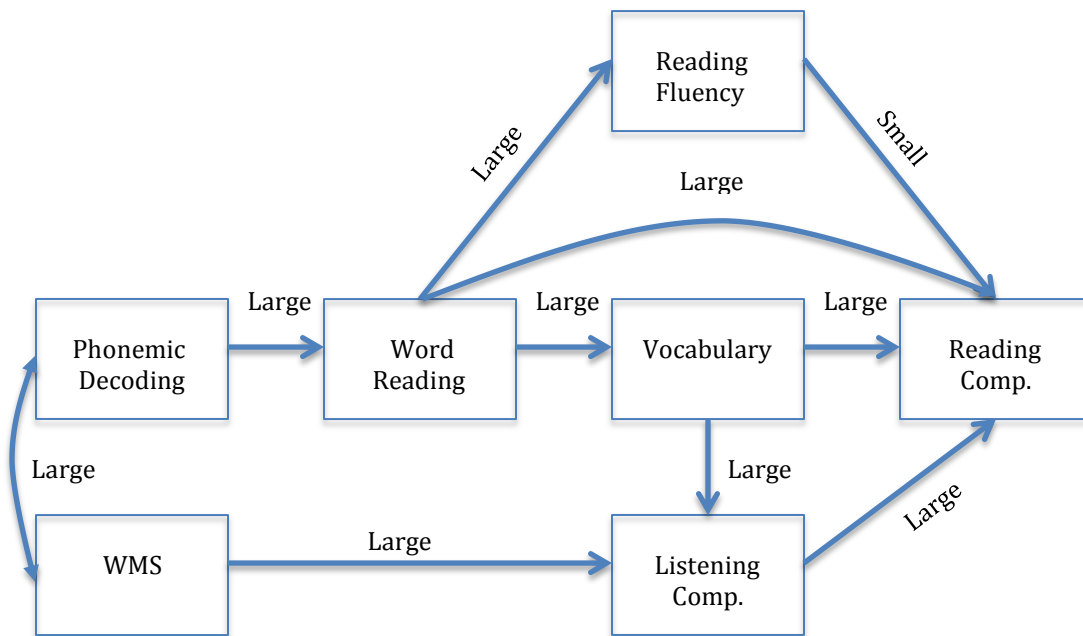 Reading
Fluency
Large
Small
Large
Large
Large
Large
Phonemic
Decoding
Word
Reading
Vocabulary
Reading
Comp.
Large
Large
Large
Large
WMS
Listening
Comp.